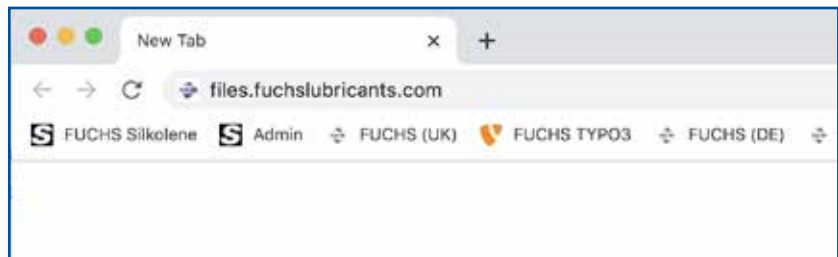 New Tab
files.fuchslubricants.com
FUCHS Silkolene Admin FUCHS (UK) FUCHS TYPO3 FUCHS (DE)